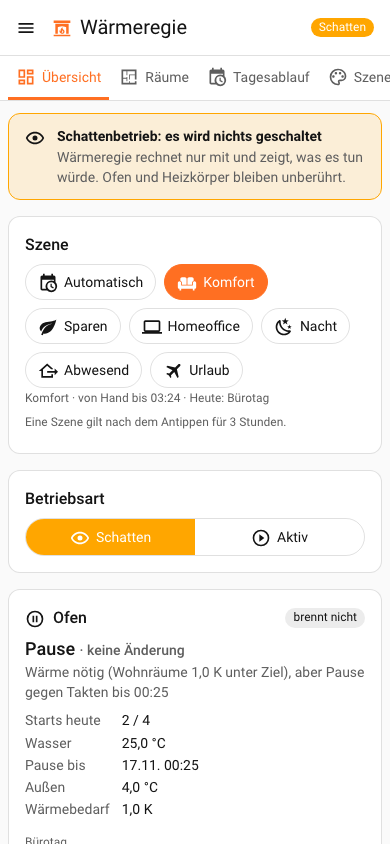 Wärmeregie
Schatten
Übersicht
Räume
Tagesablauf
Szene
Schattenbetrieb: es wird nichts geschaltet
Wärmeregie rechnet nur mit und zeigt, was es tun
würde. Ofen und Heizkörper bleiben unberührt.
Szene
Automatisch
Komfort
Sparen
Homeoffice
Nacht
Abwesend
Urlaub
Komfort · von Hand bis 03:24 · Heute: Bürotag
Eine Szene gilt nach dem Antippen für 3 Stunden.
Betriebsart
Schatten
Aktiv
Ofen
brennt nicht
Pause · keine Änderung
Wärme nötig (Wohnräume 1,0 K unter Ziel), aber Pause
gegen Takten bis 00:25
Starts heute 2 / 4
Wasser 25,0 °C
Pause bis 17.11. 00:25
Außen 4,0 °C
Wärmebedarf 1,0 K
Bürotag